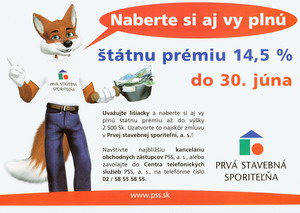 Naberte si aj vy plnú
štátnu prémiu 14,5 %
do 30. júna
PRVÁ STAVEBNÁ
SPORITEĽŇA
Uvažujte líšiacky a naberte si aj vy
plnú štátnu prémiu až do výšky
2 500 Sk. Uzatvorte čo najskôr zmluvu
v Prvej stavebnej sporiteľni, a. s.!
Navštívte najbližšiu kanceláriu
obchodných zástupcov PSS, a. s., alebo
zavolajte do Centra telefonických
služieb PSS, a. s., na telefónne číslo
02 / 58 55 58 55.
PRVÁ STAVEBNÁ
SPORITEĽŇA
www.pss.sk